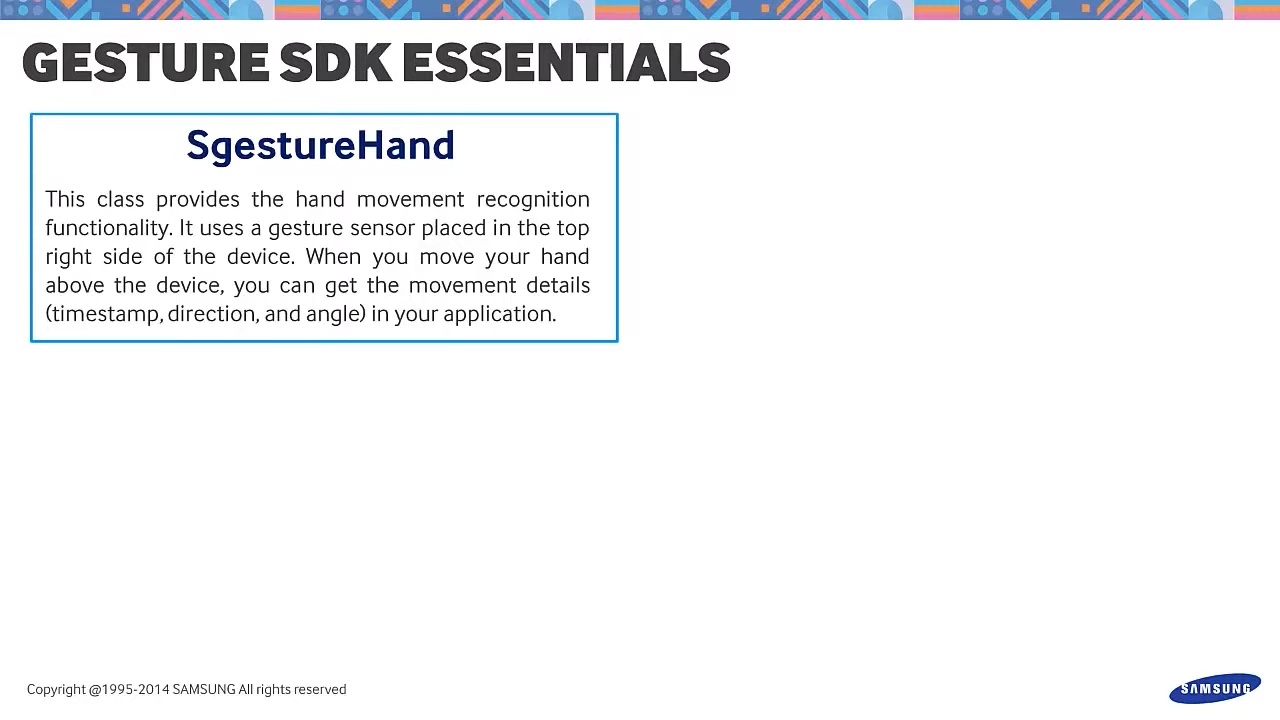 GESTURE SDK ESSENTIALS
SgestureHand
This class provides the hand movement recognition
functionality. It uses a gesture sensor placed in the top
right side of the device. When you move your hand
above the device, you can get the movement details
(timestamp, direction, and angle) in your application.
Copyright @1995-2014 SAMSUNG All rights reserved
SAMSUNG